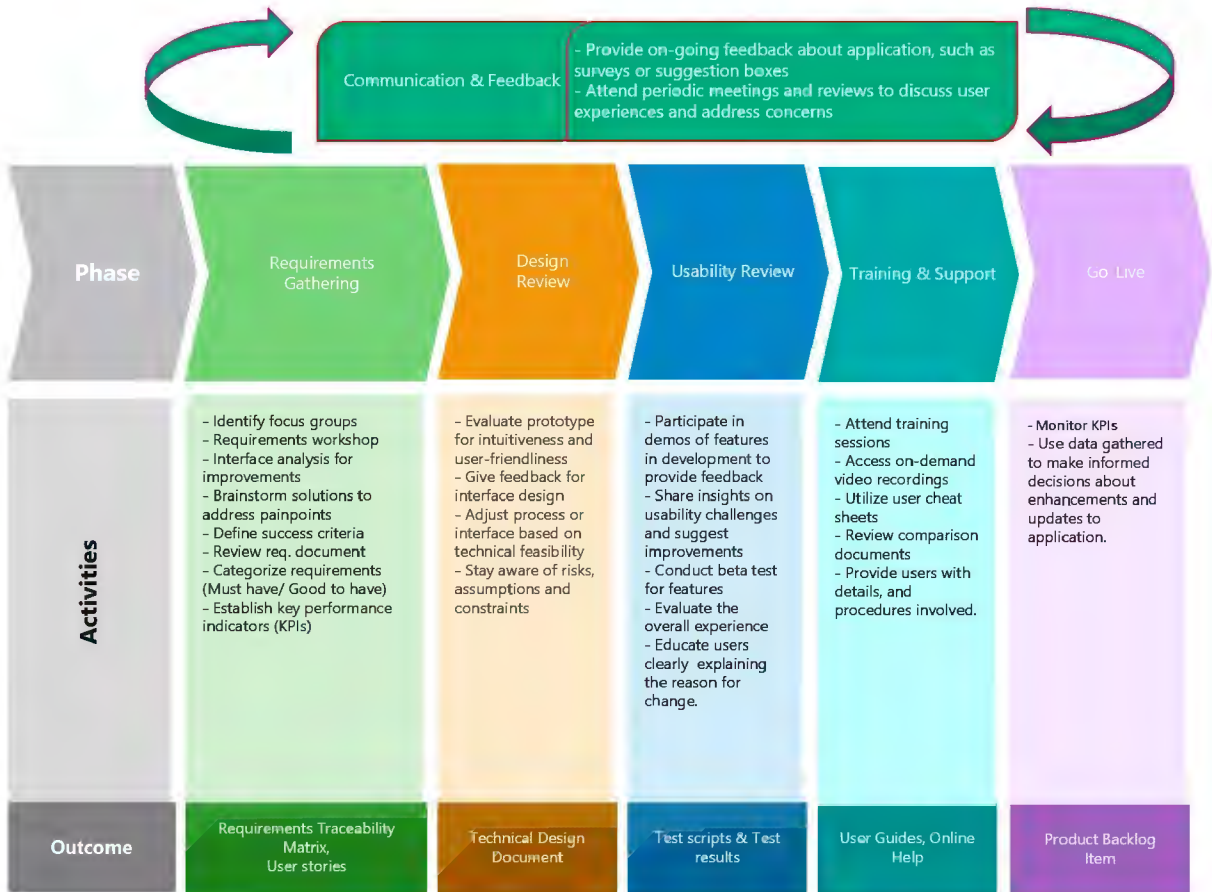 Communication & Feedback
- Provide on-going feedback about application, such as
surveys or suggestion boxes
- Attend periodic meetings and reviews to discuss user
experiences and address concerns
Phase
Requirements
Gathering
Design
Review
Usability Review
Training & Support
Go Live
Activities
- Identify focus groups
- Requirements workshop
- Interface analysis for
improvements
- Brainstorm solutions to
address painpoints
- Define success criteria
- Review req. document
- Categorize requirements
(Must have/ Good to have)
- Establish key performance
indicators (KPIs)
- Evaluate prototype
for intuitiveness and
user-friendliness
- Give feedback for
interface design
- Adjust process or
interface based on
technical feasibility
- Stay aware of risks,
assumptions and
constraints
- Participate in
demos of features
in development to
provide feedback
- Share insights on
usability challenges
and suggest
improvements
- Conduct beta test
for features
- Evaluate the
overall experience
- Educate users
clearly explaining
the reason for
change.
- Attend training
sessions
- Access on-demand
video recordings
- Utilize user cheat
sheets
- Review comparison
documents
- Provide users with
details, and
procedures involved.
- Monitor KPIs
- Use data gathered
to make informed
decisions about
enhancements and
updates to
application.
Outcome
Requirements Traceability
Matrix,
User stories
Technical Design
Document
Test scripts & Test
results
User Guides, Online
Help
Product Backlog
Item